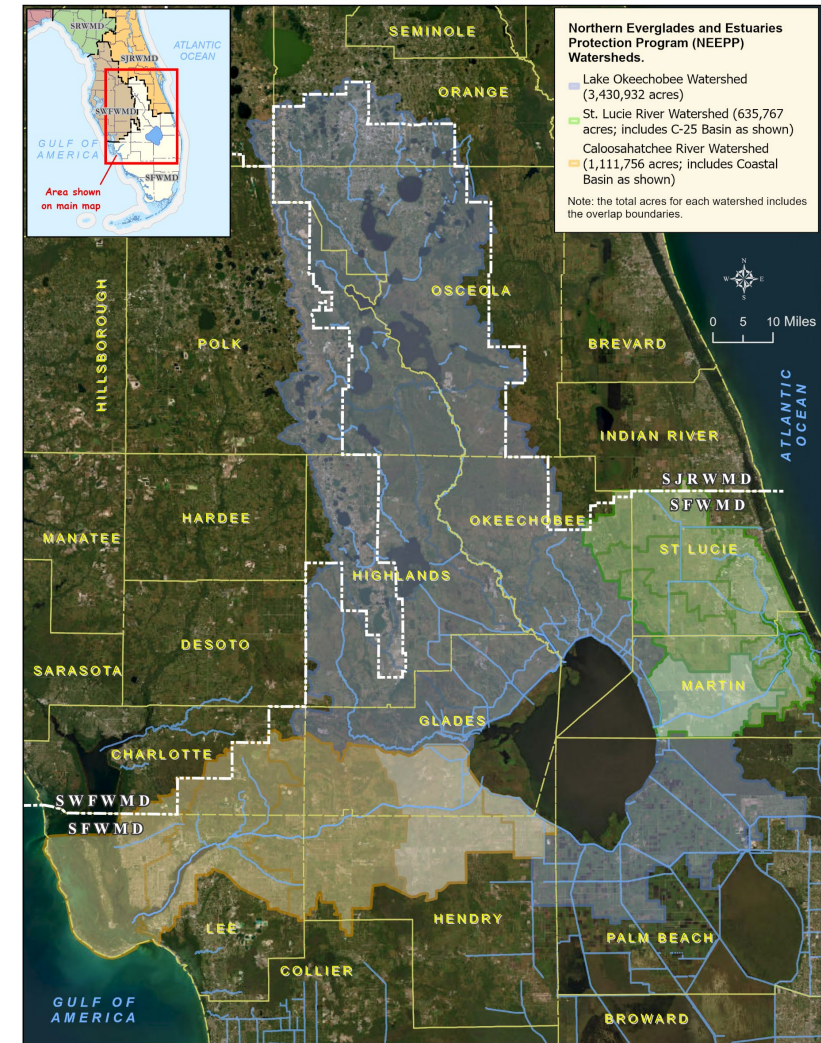 SRWMD
SJRWMD
ATLANTIC
OCEAN
SWFWMD
GULF OF
AMERICA
SFWMD
Area shown
on main map
Northern Everglades and Estuaries
Protection Program (NEEPP)
Watersheds.
Lake Okeechobee Watershed
(3,430,932 acres)
St. Lucie River Watershed (635,767
acres; includes C-25 Basin as shown)
Caloosahatchee River Watershed
(1,111,756 acres; includes Coastal
Basin as shown)
Note: the total acres for each watershed includes
the overlap boundaries.
N
W E
S
0 5 10 Miles
SEMINOLE
ORANGE
HILLSBOROUGH
OSCEOLA
POLK
BREVARD
ATLANTIC
OCEAN
INDIAN RIVER
SJRWMD
SFWMD
HARDEE
OKEECHOBEE
MANATEE
ST LUCIE
HIGHLANDS
DESOTO
SARASOTA
MARTIN
GLADES
CHARLOTTE
SWFWMD
SFWMD
LEE
HENDRY
PALM BEACH
COLLIER
GULF OF
AMERICA
BROWARD